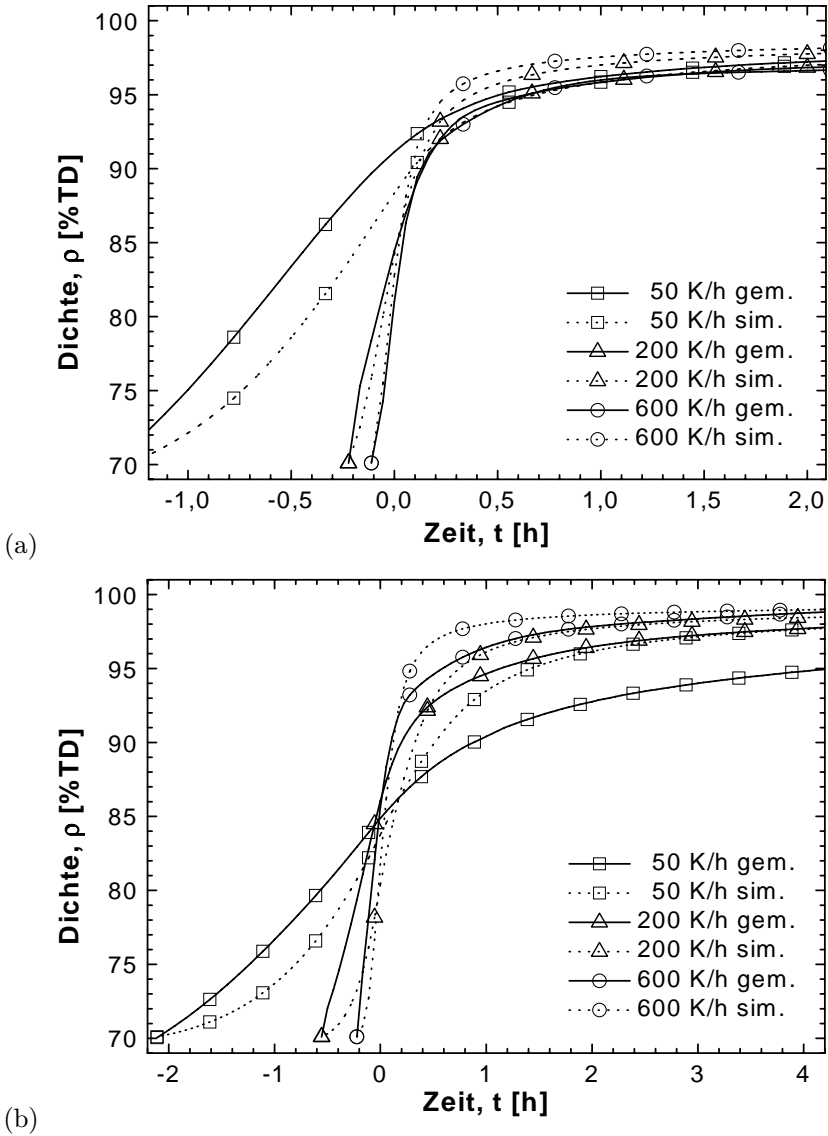 100
95
90
85
80
75
70
Dichte, ρ [%TD]
50 K/h gem.
50 K/h sim.
200 K/h gem.
200 K/h sim.
600 K/h gem.
600 K/h sim.
-1,0 -0,5 0,0 0,5 1,0 1,5 2,0
Zeit, t [h]
(a)
100
95
90
85
80
75
70
Dichte, ρ [%TD]
50 K/h gem.
50 K/h sim.
200 K/h gem.
200 K/h sim.
600 K/h gem.
600 K/h sim.
-2 -1 0 1 2 3 4
Zeit, t [h]
(b)